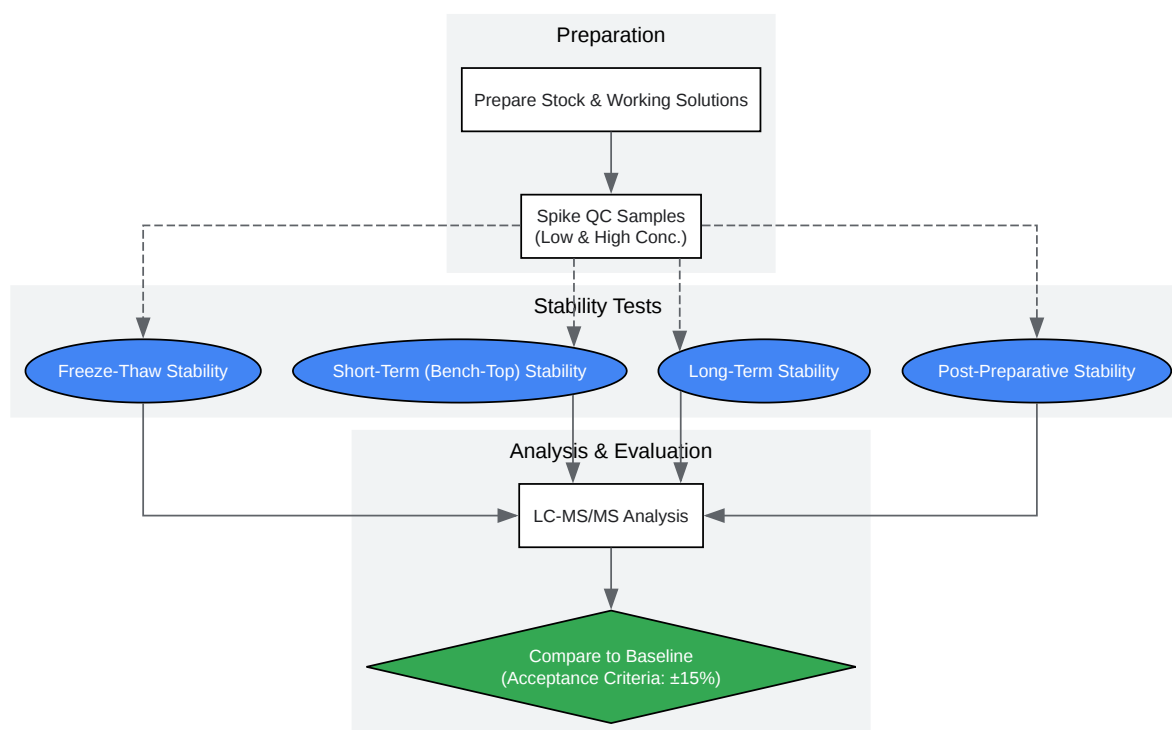 Preparation
Prepare Stock & Working Solutions
Spike QC Samples
(Low & High Conc.)
Stability Tests
Freeze-Thaw Stability
Short-Term (Bench-Top) Stability
Long-Term Stability
Post-Preparative Stability
Analysis & Evaluation
LC-MS/MS Analysis
Compare to Baseline
(Acceptance Criteria: ±15%)